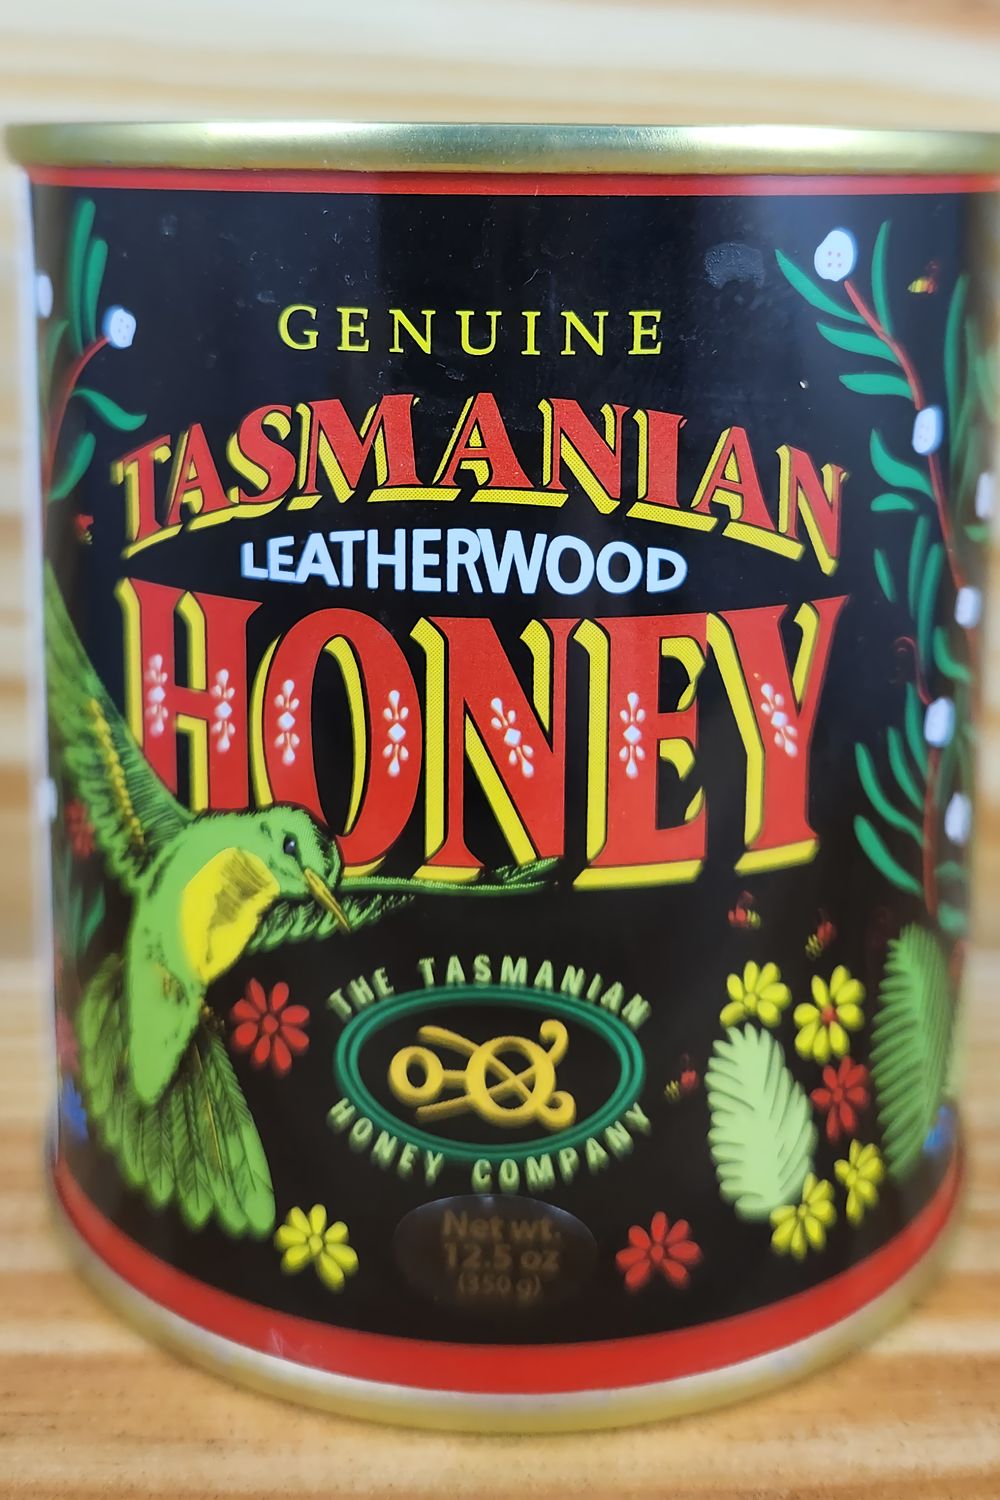 GENUINE
TASMANIAN
LEATHERWOOD
HONEY
THE TASMANIAN
HONEY COMPANY
Net wt.
12.5 oz
(350 g)